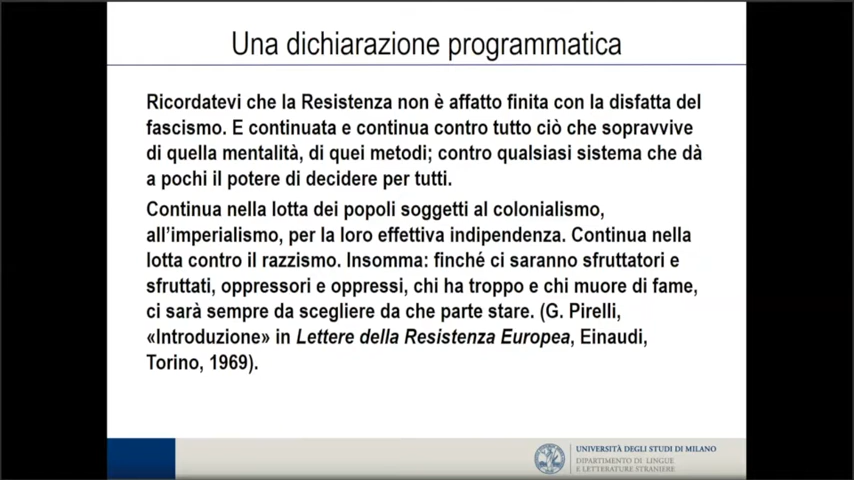 Una dichiarazione programmatica
Ricordatevi che la Resistenza non è affatto finita con la disfatta del
fascismo. E continuata e continua contro tutto ciò che sopravvive
di quella mentalità, di quei metodi; contro qualsiasi sistema che dà
a pochi il potere di decidere per tutti.
Continua nella lotta dei popoli soggetti al colonialismo,
all'imperialismo, per la loro effettiva indipendenza. Continua nella
lotta contro il razzismo. Insomma: finché ci saranno sfruttatori e
sfruttati, oppressori e oppressi, chi ha troppo e chi muore di fame,
ci sarà sempre da scegliere da che parte stare. (G. Pirelli,
«Introduzione» in Lettere della Resistenza Europea, Einaudi,
Torino, 1969).
UNIVERSITÀ DEGLI STUDI DI MILANO
DIPARTIMENTO DI LINGUE
E LETTERATURE STRANIERE